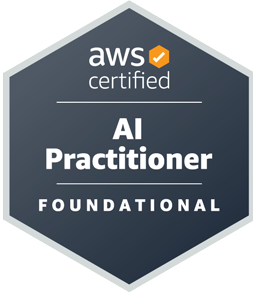 aws
certified
AI
Practitioner
FOUNDATIONAL